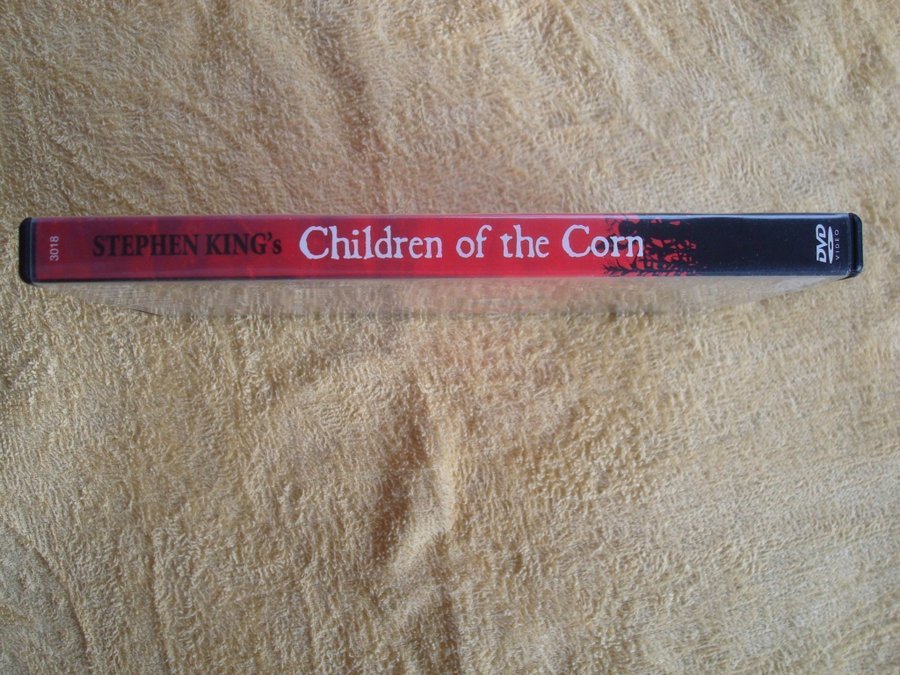 3018
STEPHEN KING's Children of the Corn
DVD
VIDEO